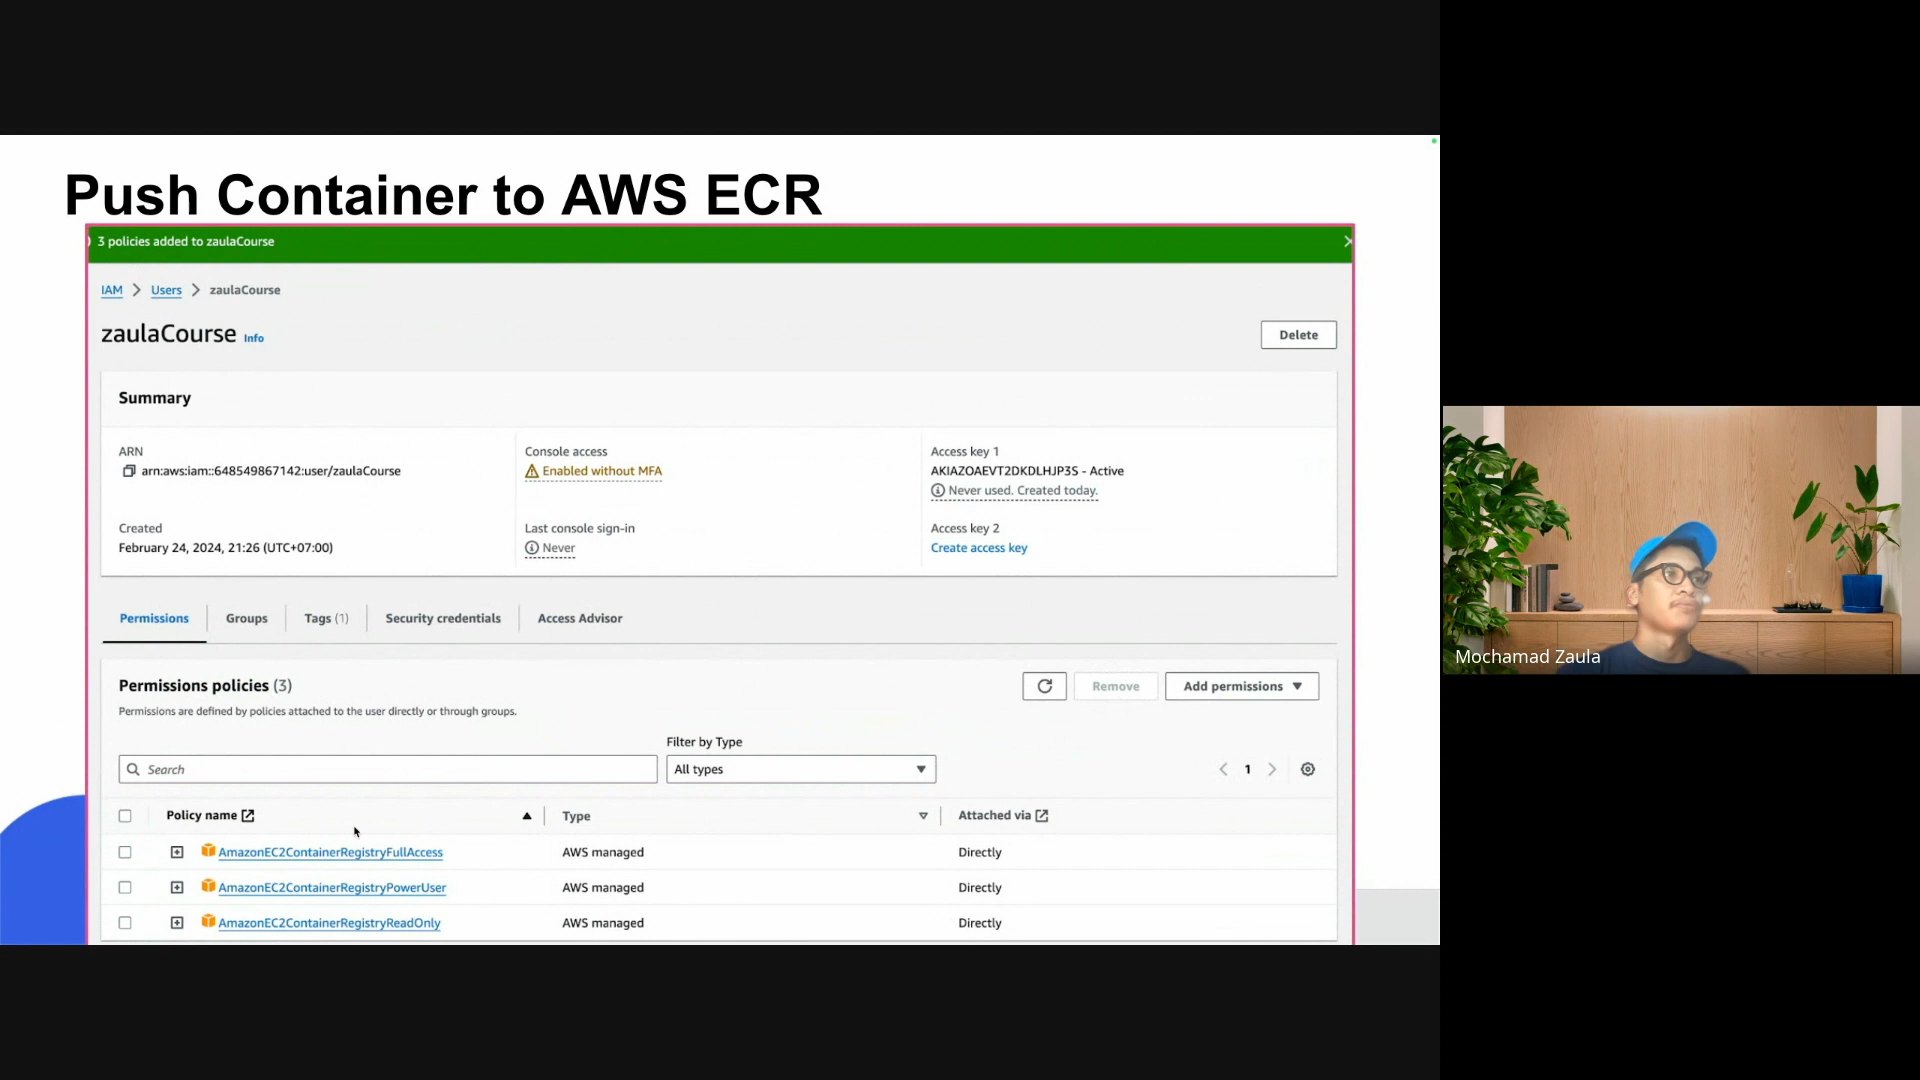 Push Container to AWS ECR
3 policies added to zaulaCourse
IAM > Users > zaulaCourse
zaulaCourse Info
Delete
Summary
ARN
arn:aws:iam::648549867142:user/zaulaCourse
Created
February 24, 2024, 21:26 (UTC+07:00)
Console access
Enabled without MFA
Last console sign-in
Never
Access key 1
AKIAZOAEVT2DKDLHJP3S - Active
Never used. Created today.
Access key 2
Create access key
Permissions Groups Tags (1) Security credentials Access Advisor
Permissions policies (3)
Permissions are defined by policies attached to the user directly or through groups.
Remove
Add permissions
Filter by Type
Search
All types
1
Policy name Type Attached via
AmazonEC2ContainerRegistryFullAccess AWS managed Directly
AmazonEC2ContainerRegistryPowerUser AWS managed Directly
AmazonEC2ContainerRegistryReadOnly AWS managed Directly
Mochamad Zaula